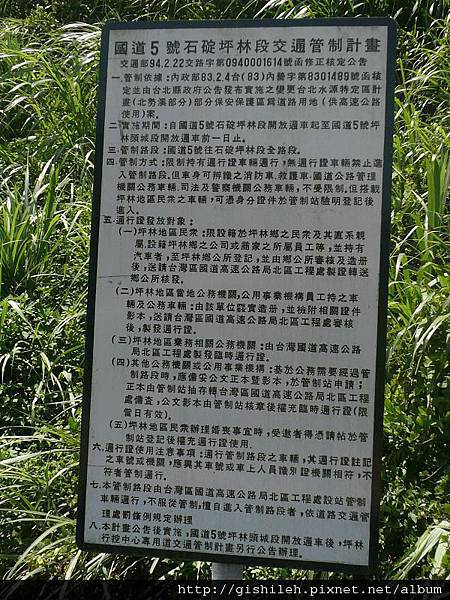 國道5號石碇坪林段交通管制計畫
交通部94.2.22交路字第0940001614號函修正核定公告
一.管制依據:內政部83.2.4台(83)內營字第8301489號函核
定並由台北縣政府公告發布實施之變更台北水源特定區計
畫(北勢溪部分)部分保安保護區為道路用地(供高速公路
使用)案。
二.實施期間:自國道5號石碇坪林段開放通車起至國道5號坪
林頭城段開放通車前一日止。
三.管制路段:國道5號往石碇坪林段全路段。
四.管制方式:限制持有通行證車輛通行,無通行證車輛禁止進
入管制路段,但車身可辨識之消防車.救護車.國道公路管理
機關公務車輛.司法及警察機關公務車輛,不受限制.但搭載
坪林地區民眾之車輛,可憑身分證件於管制站驗明登記後
進入。
五.通行證發放對象:
(一)坪林地區民眾:限設籍於坪林鄉之民眾及其直系親
屬,設籍坪林鄉之公司或商家之所屬員工等,並持有
汽車者,至坪林鄉公所登記,並由鄉公所審核及造冊
後,送請台灣區國道高速公路局北區工程處製證轉送
鄉公所核發。
(二)坪林地區當地公務機關,公用事業機構員工持之車
輛及公務車輛:由該單位覈實造冊,並檢附相關證件
影本,送請台灣區國道高速公路局北區工程處審核
後,製發通行證。
(三)坪林地區業務相關公務機關:由台灣區國道高速公路
局北區工程處製發臨時通行證。
(四)其他公務機關或公用事業機構:基於公務需要經過管
制路段時,應備妥公文正本暨影本,於管制站申請;
正本由管制站抽存轉台灣區國道高速公路局北區工程
處備查,公文影本由管制站核章後權充臨時通行證(限
當日有效)。
(五)坪林地區民眾辦理婚喪事宜時,受邀者得憑請帖於管
制站登記後權充通行證使用.
六.通行證使用注意事項:通行管制路段之車輛,其通行證註記
之車號或機關,應與其車號或車上人員識別證機關相符,不
符者管制通行。
七.本管制路段由台灣區國道高速公路局北區工程處設站管制
車輛通行,不服從管制,擅自進入管制路段者,依道路交通管
理處罰條例規定辦理
八.本計畫公告後實施,國道5號坪林頭城段開放通車後,坪林
行控中心專用道交通管制計畫另行公告辦理.
http://gishileh.pixnet.net/blog